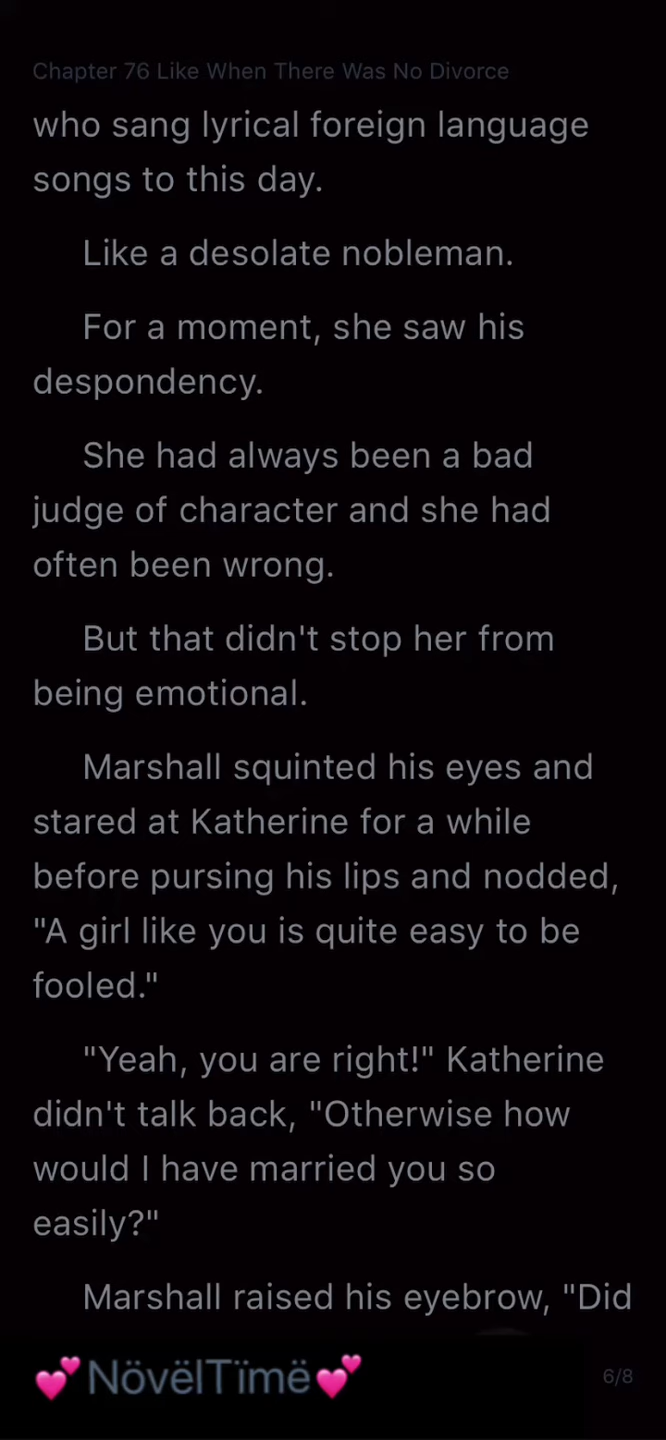 Chapter 76 Like When There Was No Divorce
who sang lyrical foreign language
songs to this day.
Like a desolate nobleman.
For a moment, she saw his
despondency.
She had always been a bad
judge of character and she had
often been wrong.
But that didn't stop her from
being emotional.
Marshall squinted his eyes and
stared at Katherine for a while
before pursing his lips and nodded,
"A girl like you is quite easy to be
fooled."
"Yeah, you are right!" Katherine
didn't talk back, "Otherwise how
would I have married you so
easily?"
Marshall raised his eyebrow, "Did
💕NövëlTïmë💕
6/8